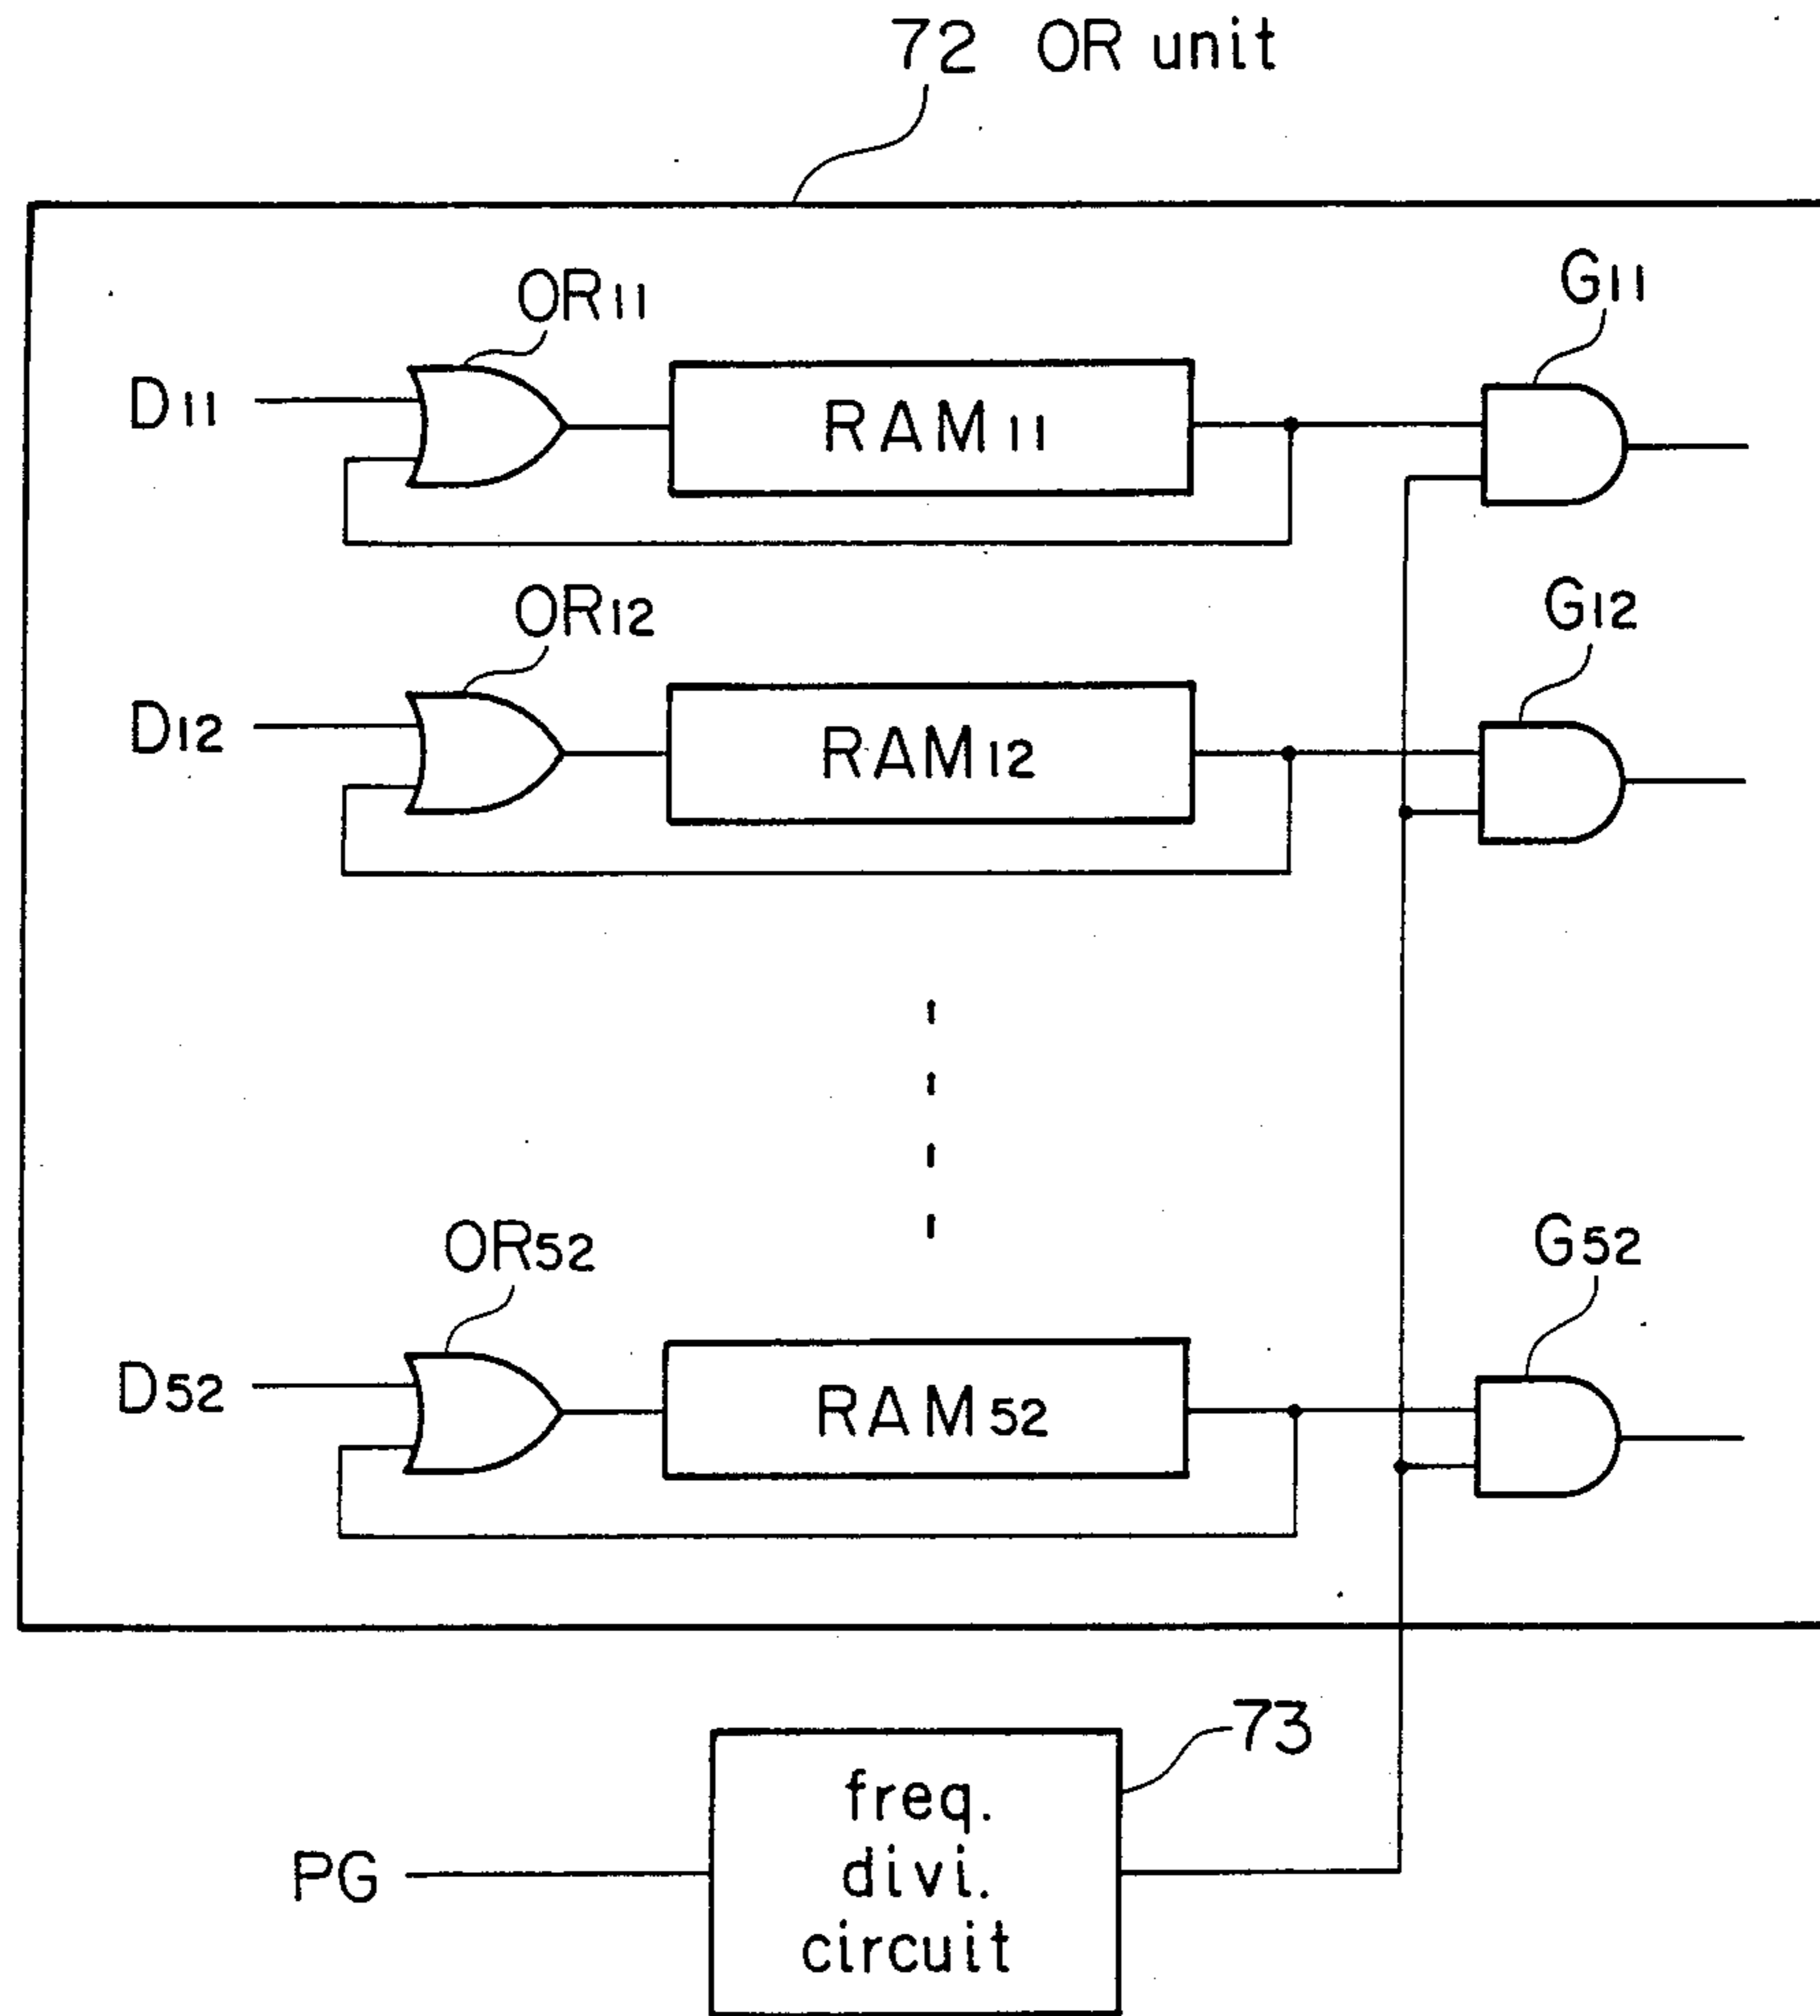 72 OR unit
OR11
G11
D11
RAM11
OR12
G12
D12
RAM12
OR52
G52
D52
RAM52
73
PG
freq.
divi.
circuit